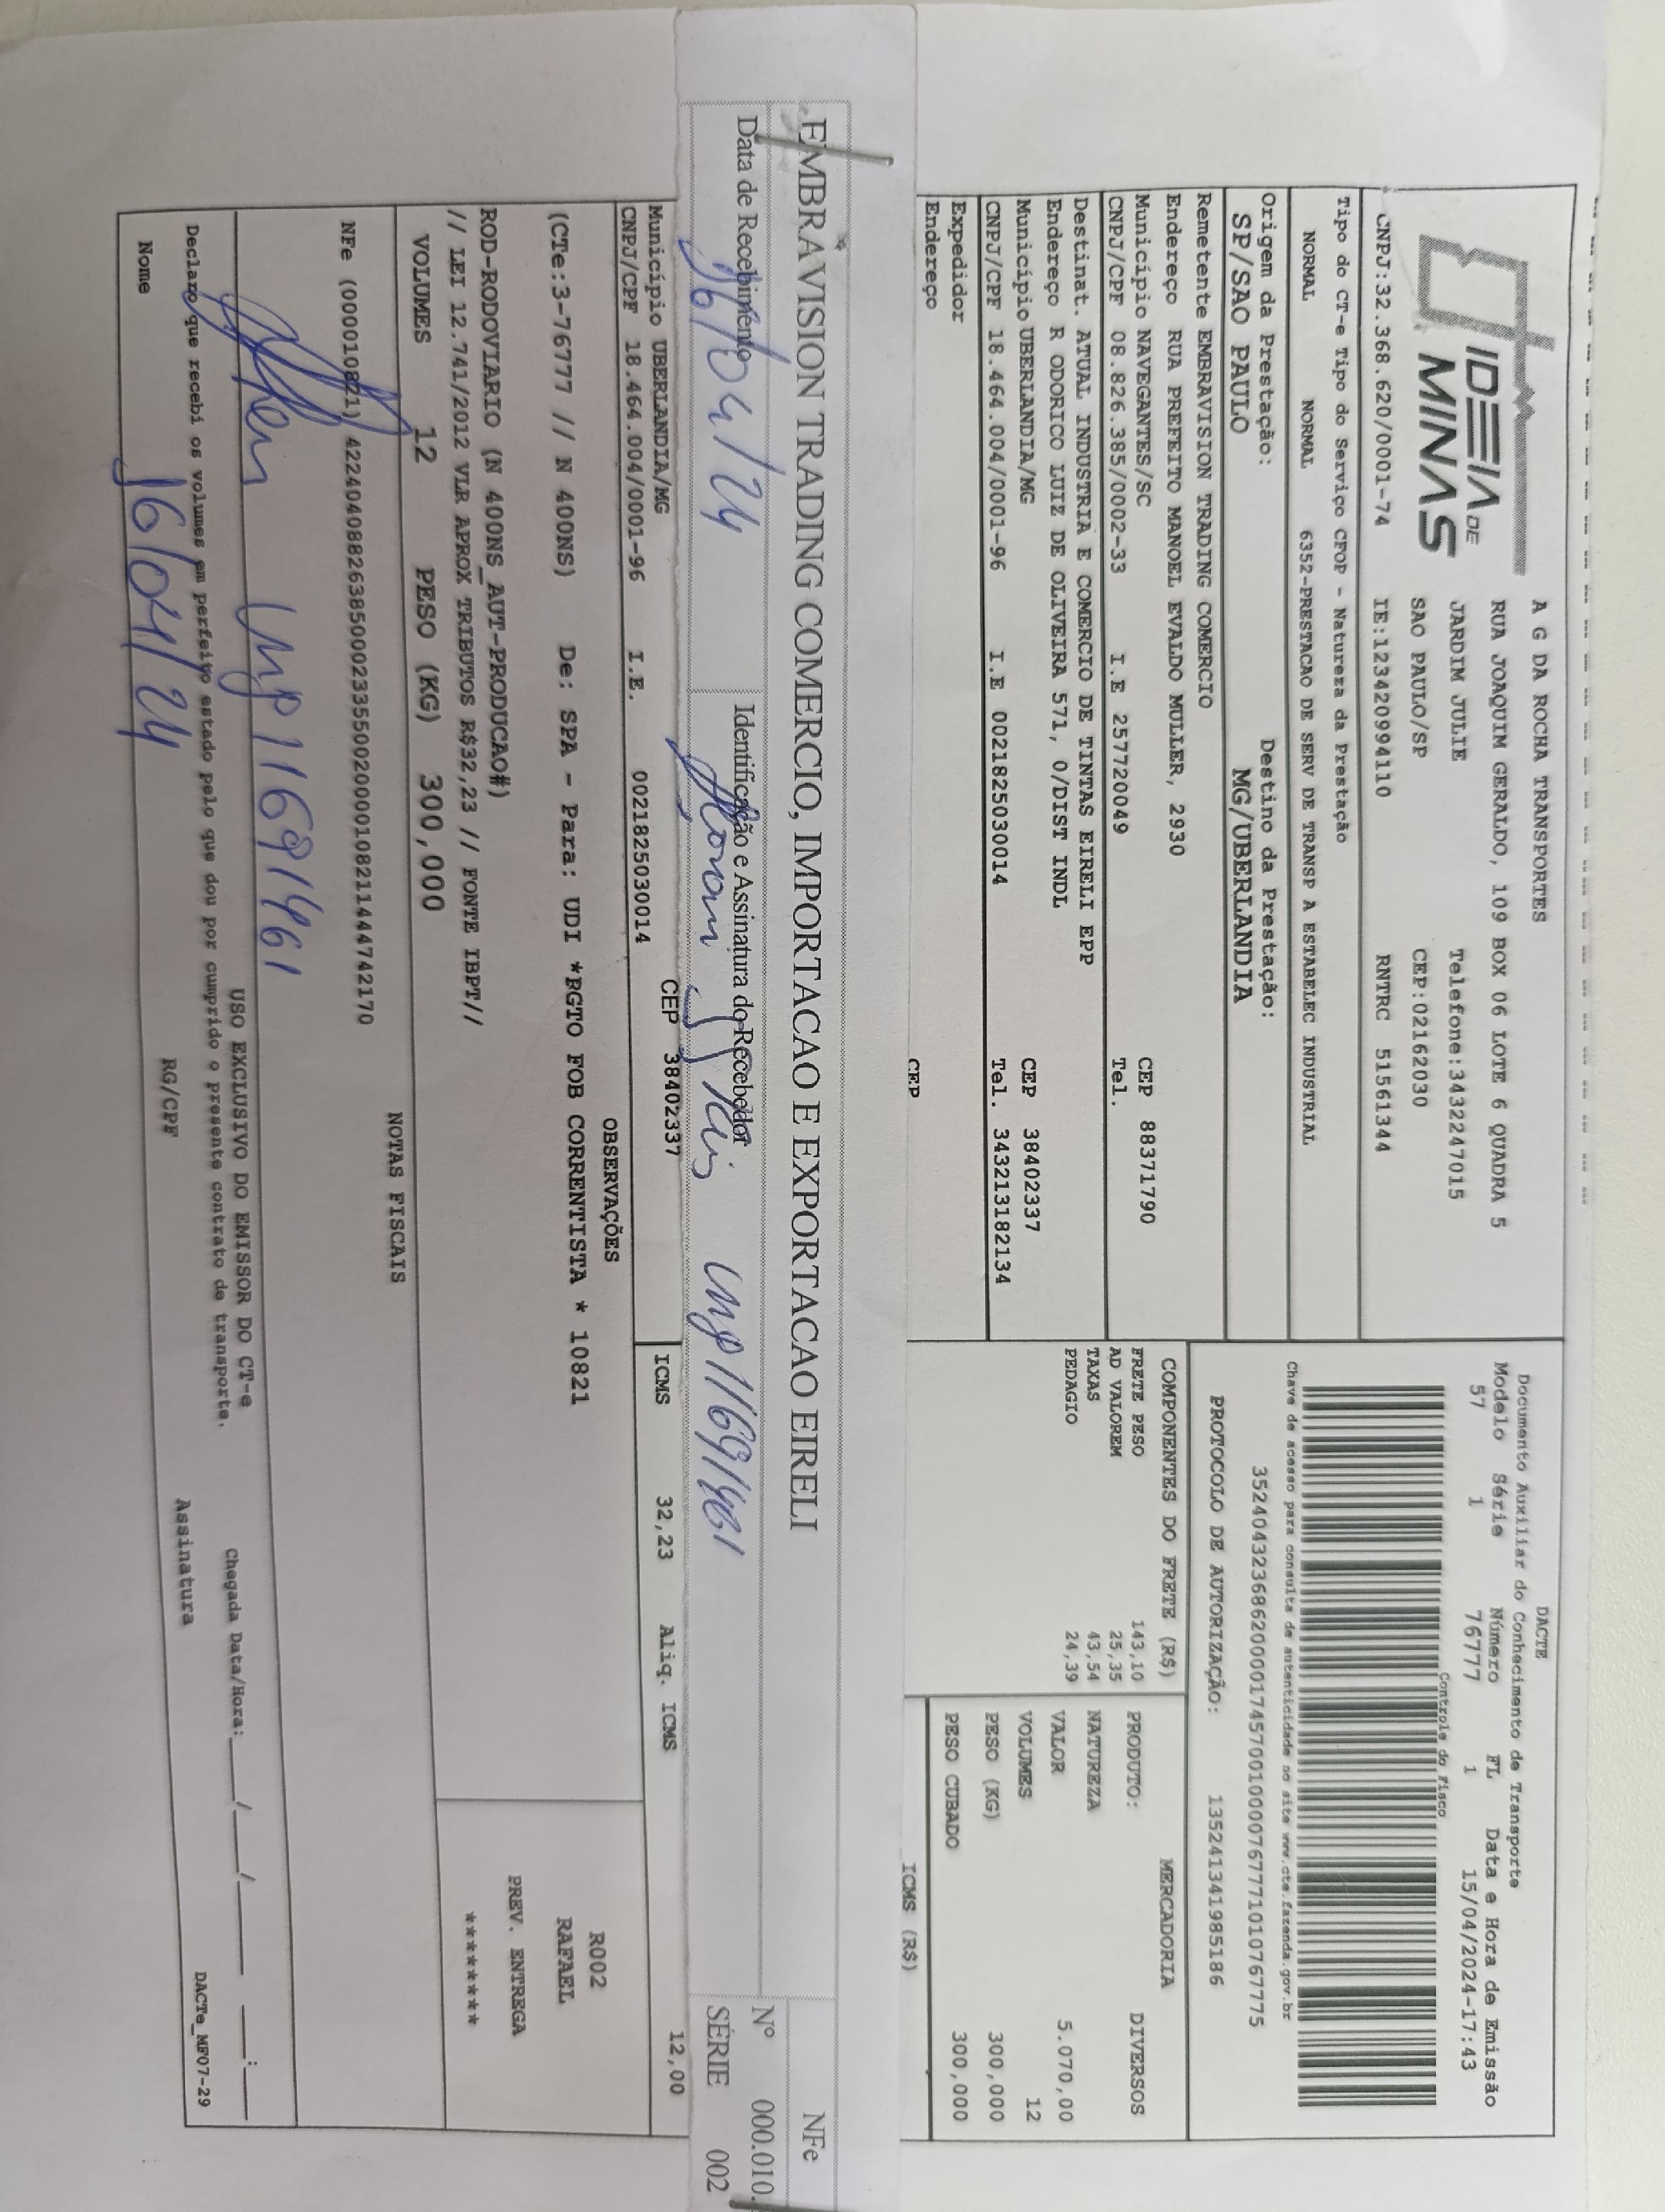 IDEIA DE
MINAS
A G DA ROCHA TRANSPORTES
RUA JOAQUIM GERALDO, 109 BOX 06 LOTE 6 QUADRA 5
JARDIM JULIE Telefone:3432247015
SAO PAULO/SP CEP:02162030
CNPJ:32.368.620/0001-74 IE:123420994110 RNTRC 51561344
DACTE
Documento Auxiliar do Conhecimento de Transporte
Modelo Série Número FL Data e Hora de Emissão
57 1 76777 1 15/04/2024-17:43
Controle do Fisco
Chave de acesso para consulta de autenticidade no site www.cte.fazenda.gov.br
35240432368620000174570010000767771010767775
PROTOCOLO DE AUTORIZAÇÃO: 135241341985186
Tipo do CT-e Tipo do Serviço CFOP - Natureza da Prestação
NORMAL NORMAL 6352-PRESTACAO DE SERV DE TRANSP A ESTABELEC INDUSTRIAL
Origem da Prestação: Destino da Prestação:
SP/SAO PAULO MG/UBERLANDIA
Remetente EMBRAVISION TRADING COMERCIO
Endereço RUA PREFEITO MANOEL EVALDO MULLER, 2930
Município NAVEGANTES/SC CEP 88371790
CNPJ/CPF 08.826.385/0002-33 I.E 257720049 Tel.
Destinat. ATUAL INDUSTRIA E COMERCIO DE TINTAS EIRELI EPP
Endereço R ODORICO LUIZ DE OLIVEIRA 571, 0/DIST INDL
Município UBERLANDIA/MG CEP 38402337
CNPJ/CPF 18.464.004/0001-96 I.E 0021825030014 Tel. 343213182134
Expedidor
Endereço
CEP
COMPONENTES DO FRETE (R$)
FRETE PESO 143,10
AD VALOREM 25,35
TAXAS 43,54
PEDAGIO 24,39
MERCADORIA
PRODUTO: DIVERSOS
NATUREZA
VALOR 5.070,00
VOLUMES 12
PESO (KG) 300,000
PESO CUBADO 300,000
ICMS (R$)
EMBRAVISION TRADING COMERCIO, IMPORTACAO E EXPORTACAO EIRELI
NFe
Data de Recebimento Identificação e Assinatura do Recebedor
Nº 000.010.
SÉRIE 002
16/04/24
Município UBERLANDIA/MG CEP 38402337
CNPJ/CPF 18.464.004/0001-96 I.E. 0021825030014
ICMS 32,23 Aliq. ICMS 12,00
OBSERVAÇÕES
(CTe:3-76777 // N 400NS) De: SPA - Para: UDI *PGTO FOB CORRENTISTA * 10821
ROD-RODOVIARIO (N 400NS_AUT-PRODUCAO#)
// LEI 12.741/2012 VLR APROX TRIBUTOS R$32,23 // FONTE IBPT//
R002
RAFAEL
PREV. ENTREGA
********
VOLUMES 12 PESO (KG) 300,000
NOTAS FISCAIS
NFe (000010821) 42240408826385000233550020000108211444742170
USO EXCLUSIVO DO EMISSOR DO CT-e
Chegada Data/Hora: ___/___/____ __:__
Declaro que recebi os volumes em perfeito estado pelo que dou por cumprido o presente contrato de transporte.
16/04/24
Nome RG/CPF Assinatura
DACTe_MF07-29